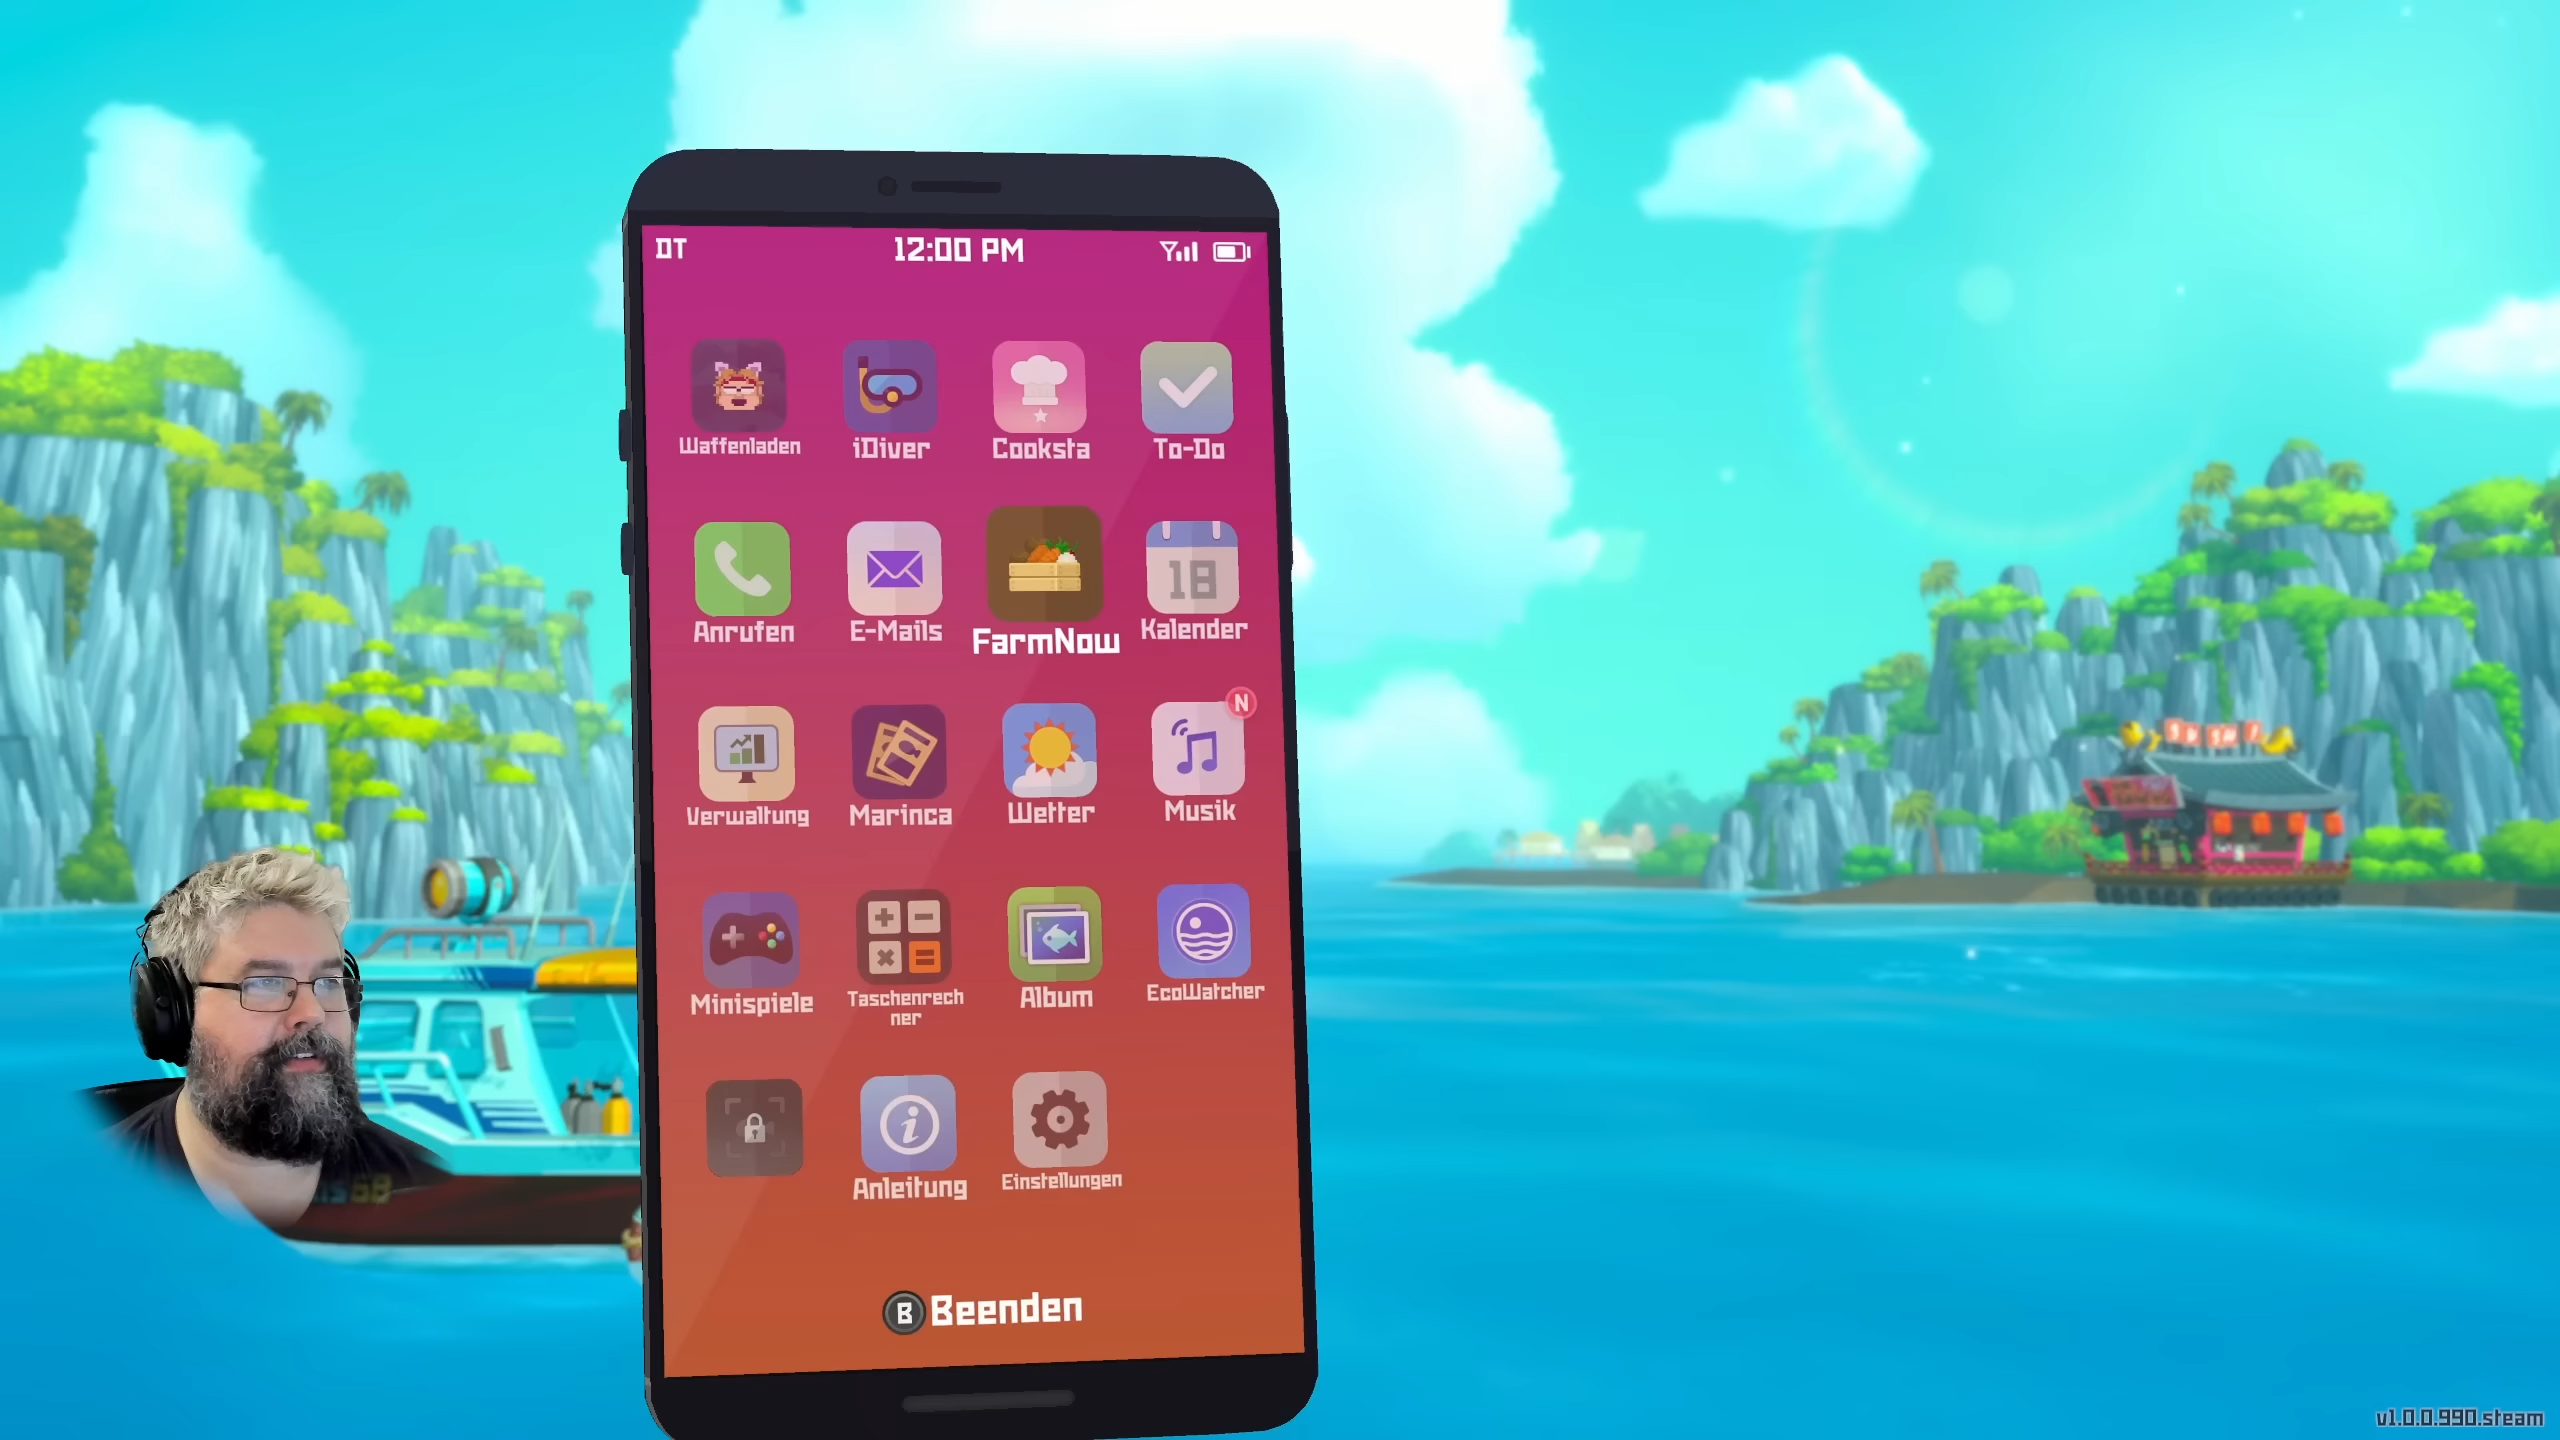 DT
12:00 PM
Waffenladen
iDiver
Cooksta
To-Do
18
Anrufen
E-Mails
FarmNow
Kalender
N
Verwaltung
Marinca
Wetter
Musik
Minispiele
Taschenrech
ner
Album
EcoWatcher
Anleitung
Einstellungen
B Beenden
v1.0.0.990.steam